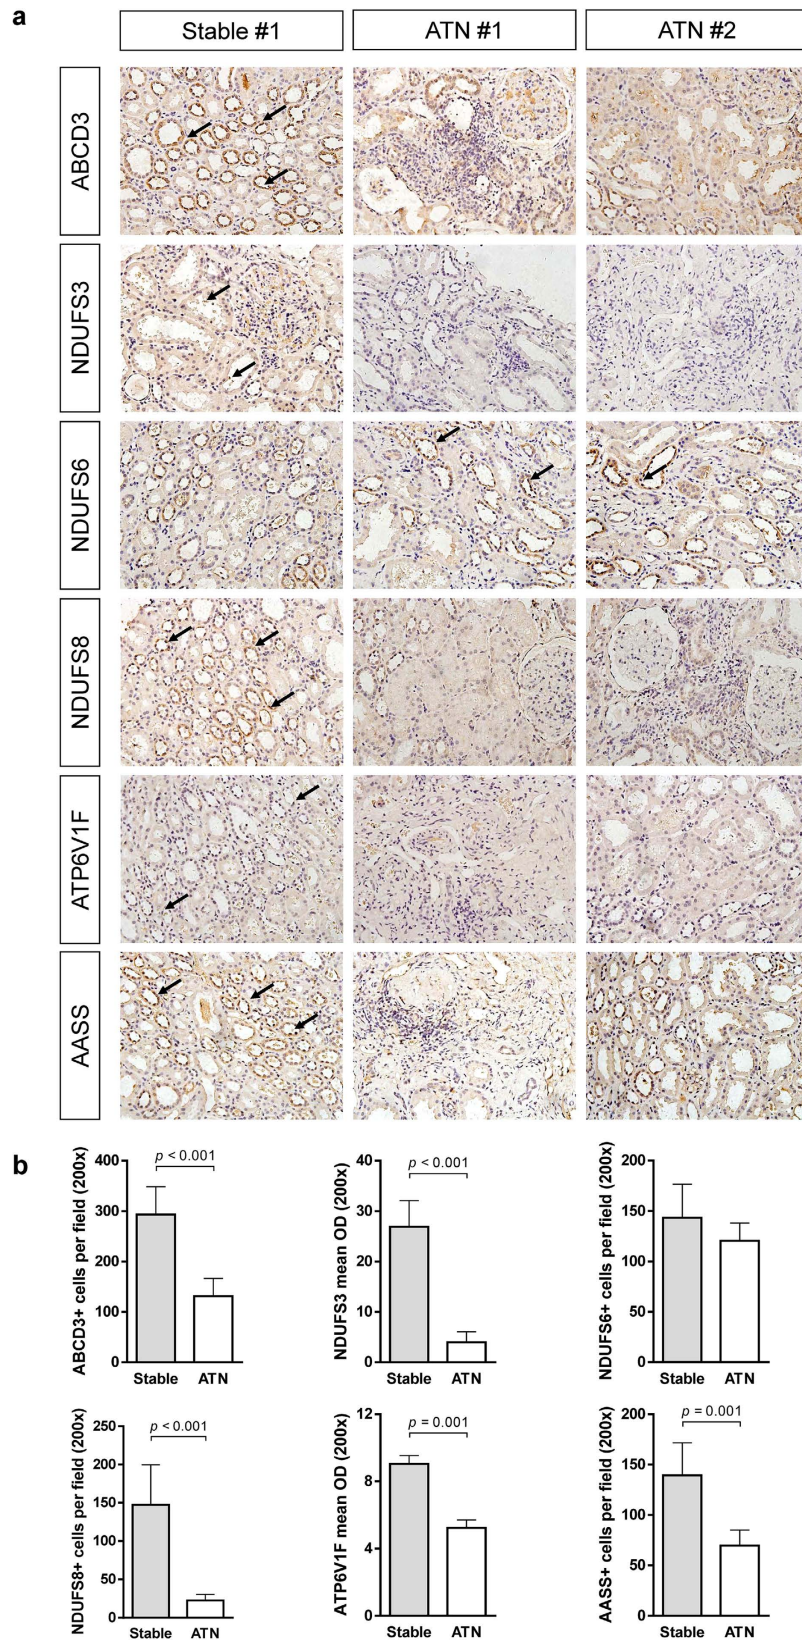 a
Stable #1
ATN #1
ATN #2
ABCD3
NDUFS3
NDUFS6
NDUFS8
ATP6V1F
AASS
b
ABCD3+ cells per field (200x)
400
300
200
100
0
p < 0.001
Stable
ATN
NDUFS3 mean OD (200x)
40
30
20
10
0
p < 0.001
Stable
ATN
NDUFS6+ cells per field (200x)
200
150
100
50
0
Stable
ATN
NDUFS8+ cells per field (200x)
250
200
150
100
50
0
p < 0.001
Stable
ATN
ATP6V1F mean OD (200x)
12
8
4
0
p = 0.001
Stable
ATN
AASS+ cells per field (200x)
200
150
100
50
0
p = 0.001
Stable
ATN